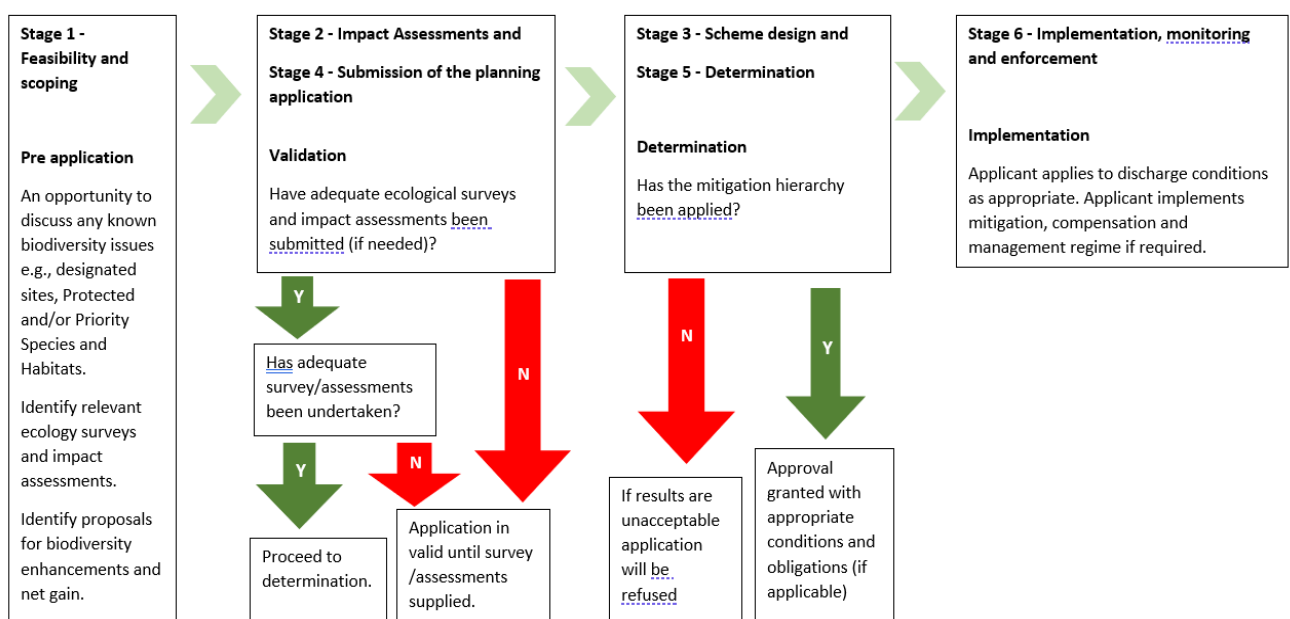 Stage 1 -
Feasibility and
scoping
Pre application
An opportunity to
discuss any known
biodiversity issues
e.g., designated
sites, Protected
and/or Priority
Species and
Habitats.
Identify relevant
ecology surveys
and impact
assessments.
Identify proposals
for biodiversity
enhancements and
net gain.
Stage 2 - Impact Assessments and
Stage 4 - Submission of the planning
application
Validation
Have adequate ecological surveys
and impact assessments been
submitted (if needed)?
Y
N
Has adequate
survey/assessments
been undertaken?
Y
N
Proceed to
determination.
Application in
valid until survey
/assessments
supplied.
Stage 3 - Scheme design and
Stage 5 - Determination
Determination
Has the mitigation hierarchy
been applied?
N
Y
If results are
unacceptable
application
will be
refused
Approval
granted with
appropriate
conditions and
obligations (if
applicable)
Stage 6 - Implementation, monitoring
and enforcement
Implementation
Applicant applies to discharge conditions
as appropriate. Applicant implements
mitigation, compensation and
management regime if required.